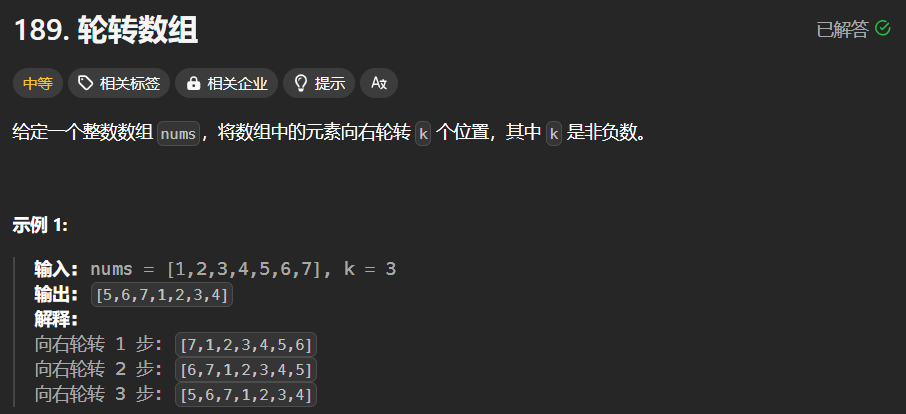 189. 轮转数组
已解答
中等 相关标签 相关企业 提示 Aa
给定一个整数数组 nums，将数组中的元素向右轮转 k 个位置，其中 k 是非负数。
示例 1:
输入: nums = [1,2,3,4,5,6,7], k = 3
输出: [5,6,7,1,2,3,4]
解释:
向右轮转 1 步: [7,1,2,3,4,5,6]
向右轮转 2 步: [6,7,1,2,3,4,5]
向右轮转 3 步: [5,6,7,1,2,3,4]